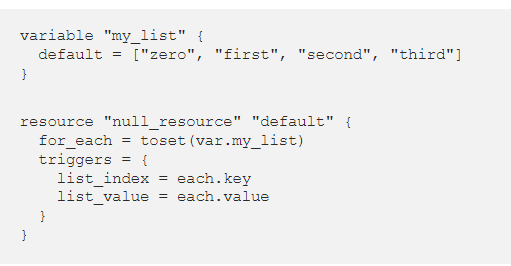 variable "my_list" {
  default = ["zero", "first", "second", "third"]
}

resource "null_resource" "default" {
  for_each = toset(var.my_list)
  triggers = {
    list_index = each.key
    list_value = each.value
  }
}